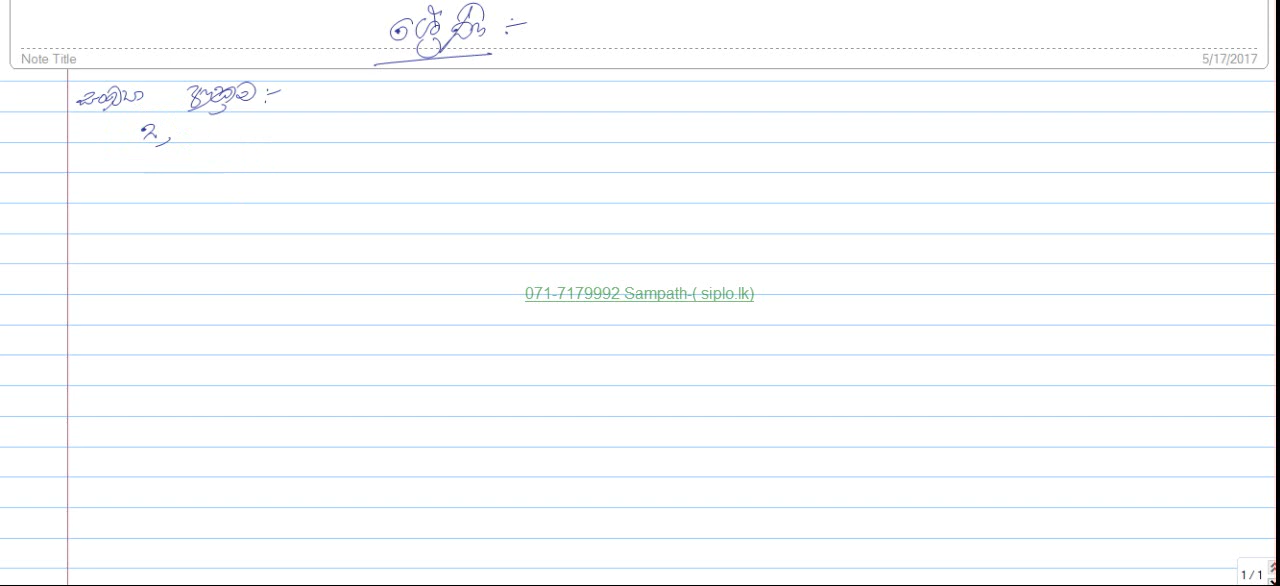 ශ්‍රේඪි :-
Note Title
5/17/2017
සංඛ්‍යා අනුක්‍රම :-
2,
071-7179992 Sampath-( siplo.lk)
1 / 1